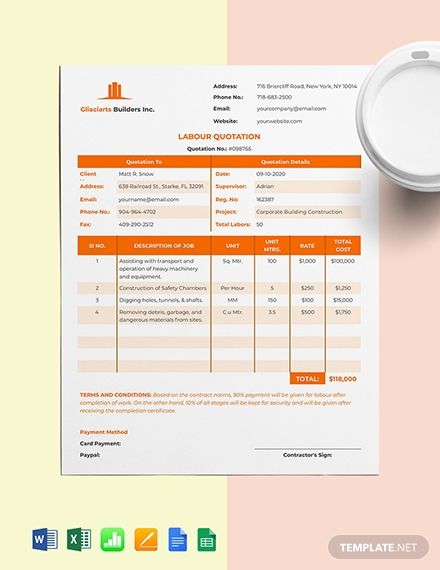 Gliaciarts Builders Inc.
Address: 716 Briercliff Road, New York, NY 10014
Phone No.: 718-683-2500
Email: yourcompany@email.com
Website: yourwebsite.com
LABOUR QUOTATION
Quotation No.: #098765
Quotation To Quotation Details
Client Matt R. Snow Date: 09-10-2020
Address: 638 Railroad St., Starke, FL 32091 Supervisor: Adrian
Email: yourname@email.com Reg. No: 162387
Phone No.: 904-964-4702 Project: Corporate Building Construction
Fax: 409-290-2512 Total Labors: 50
SI NO. DESCRIPTION OF JOB UNIT UNIT MTRS. RATE TOTAL COST
1 Assisting with transport and Sq. Mtr. 100 $1,000 $100,000
operation of heavy machinery
and equipment.
2 Construction of Safety Chambers Per Hour 5 $250 $1,250
3 Digging holes, tunnels, & shafts. MM 150 $100 $15,000
4 Removing debris, garbage, and C.u Mtr. 3.5 $500 $1,750
dangerous materials from sites.
TOTAL: $118,000
TERMS AND CONDITIONS: Based on the contract norms, 90% payment will be given for labour after
completion of work. On the other hand, 10% of all stages will be kept for security and will be given after
receiving the completion certificate.
Payment Method
Card Payment:
Paypal: Contractor's Sign:
W X
TEMPLATE.NET